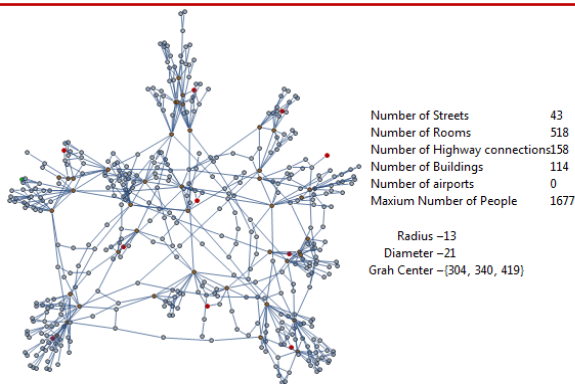 Number of Streets 43
Number of Rooms 518
Number of Highway connections158
Number of Buildings 114
Number of airports 0
Maxium Number of People 1677
Radius –13
Diameter –21
Grah Center –{304, 340, 419}